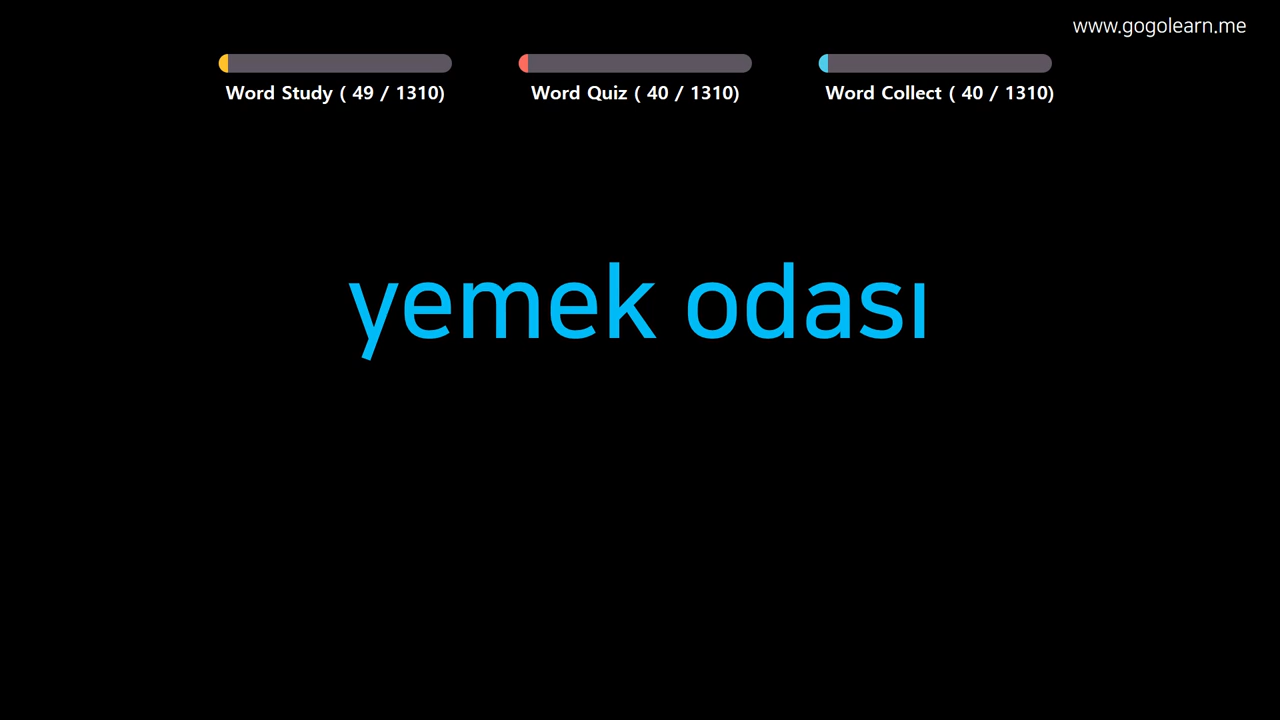 www.gogolearn.me
Word Study ( 49 / 1310)
Word Quiz ( 40 / 1310)
Word Collect ( 40 / 1310)
yemek odası